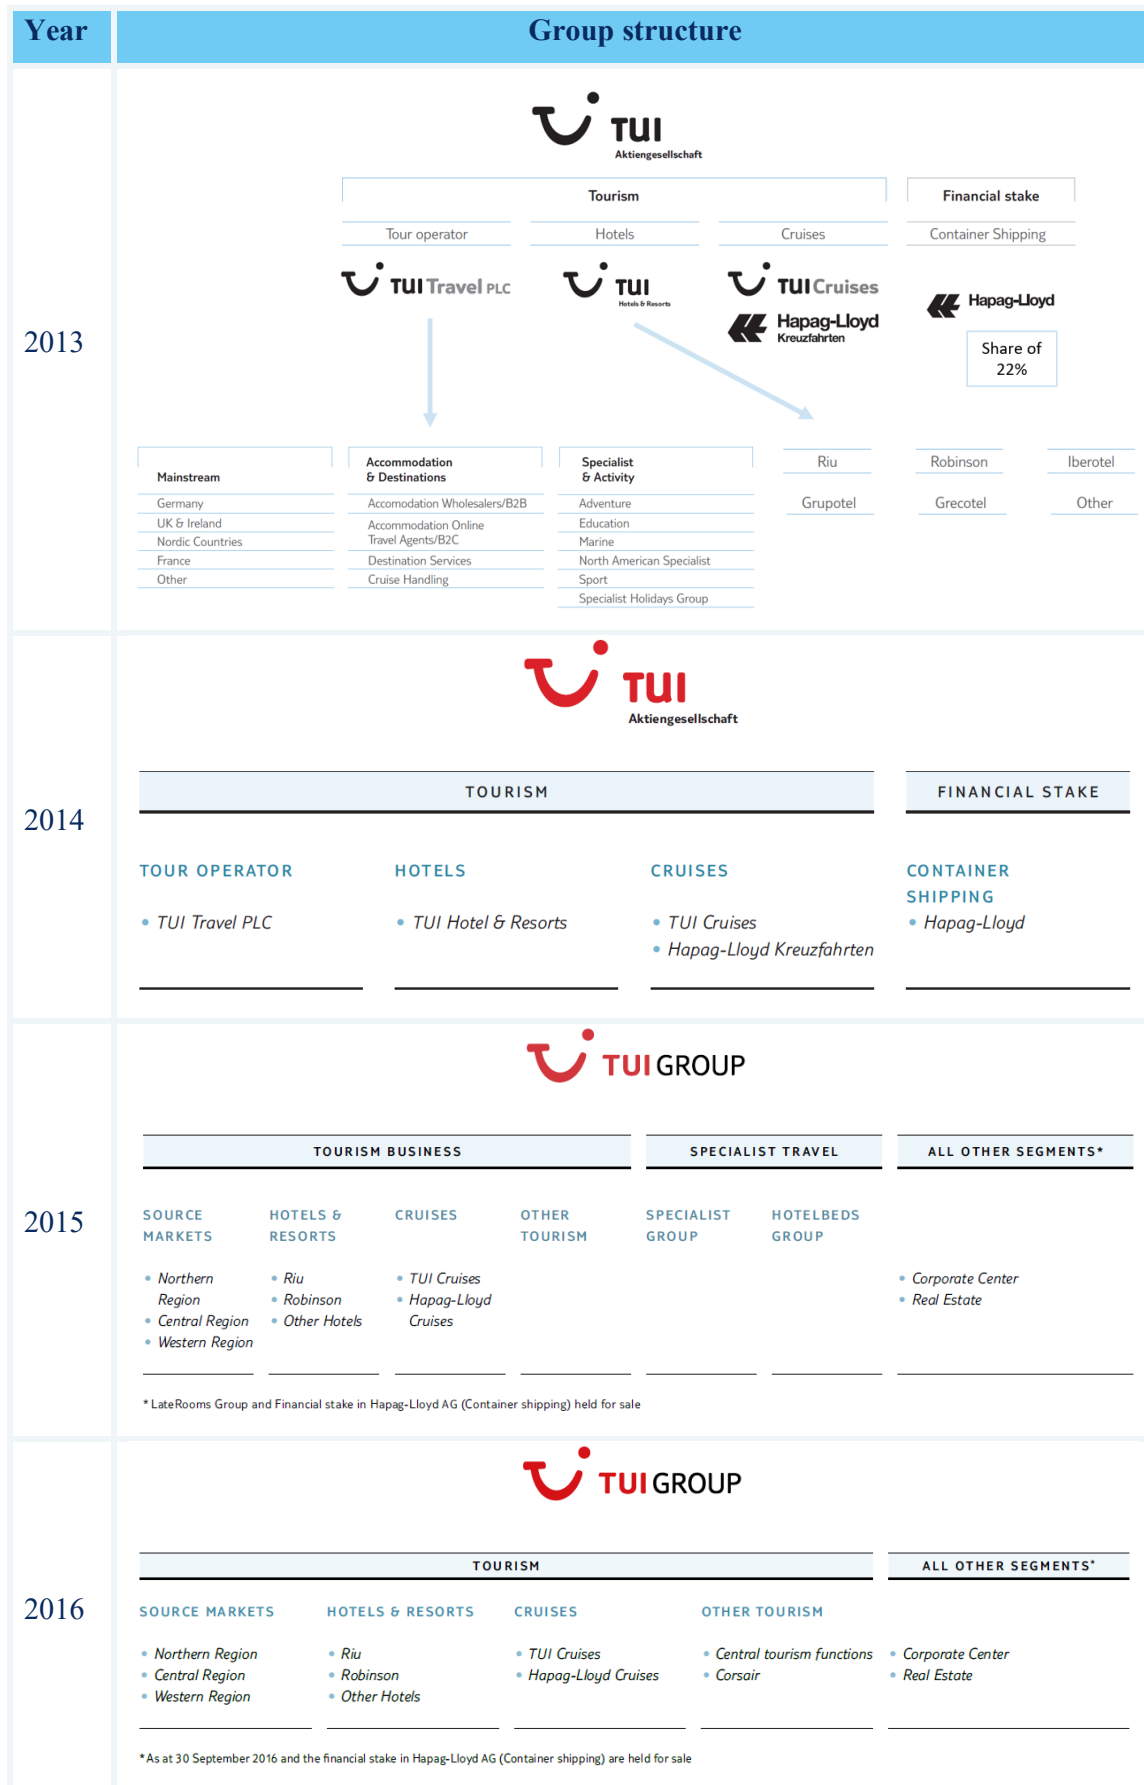 Year Group structure
2013
TUI
Aktiengesellschaft
Tourism Financial stake
Tour operator Hotels Cruises Container Shipping
TUI Travel PLC
TUI
Hotels & Resorts
TUI Cruises
Hapag-Lloyd
Kreuzfahrten
Hapag-Lloyd
Share of
22%
Mainstream
Germany
UK & Ireland
Nordic Countries
France
Other
Accommodation
& Destinations
Accomodation Wholesalers/B2B
Accommodation Online
Travel Agents/B2C
Destination Services
Cruise Handling
Specialist
& Activity
Adventure
Education
Marine
North American Specialist
Sport
Specialist Holidays Group
Riu Robinson Iberotel
Grupotel Grecotel Other
2014
TUI
Aktiengesellschaft
TOURISM FINANCIAL STAKE
TOUR OPERATOR
• TUI Travel PLC
HOTELS
• TUI Hotel & Resorts
CRUISES
• TUI Cruises
• Hapag-Lloyd Kreuzfahrten
CONTAINER
SHIPPING
• Hapag-Lloyd
2015
TUI GROUP
TOURISM BUSINESS SPECIALIST TRAVEL ALL OTHER SEGMENTS*
SOURCE
MARKETS
• Northern
Region
• Central Region
• Western Region
HOTELS &
RESORTS
• Riu
• Robinson
• Other Hotels
CRUISES
• TUI Cruises
• Hapag-Lloyd
Cruises
OTHER
TOURISM
SPECIALIST
GROUP
HOTELBEDS
GROUP
• Corporate Center
• Real Estate
* LateRooms Group and Financial stake in Hapag-Lloyd AG (Container shipping) held for sale
2016
TUI GROUP
TOURISM ALL OTHER SEGMENTS*
SOURCE MARKETS
• Northern Region
• Central Region
• Western Region
HOTELS & RESORTS
• Riu
• Robinson
• Other Hotels
CRUISES
• TUI Cruises
• Hapag-Lloyd Cruises
OTHER TOURISM
• Central tourism functions
• Corsair
• Corporate Center
• Real Estate
* As at 30 September 2016 and the financial stake in Hapag-Lloyd AG (Container shipping) are held for sale